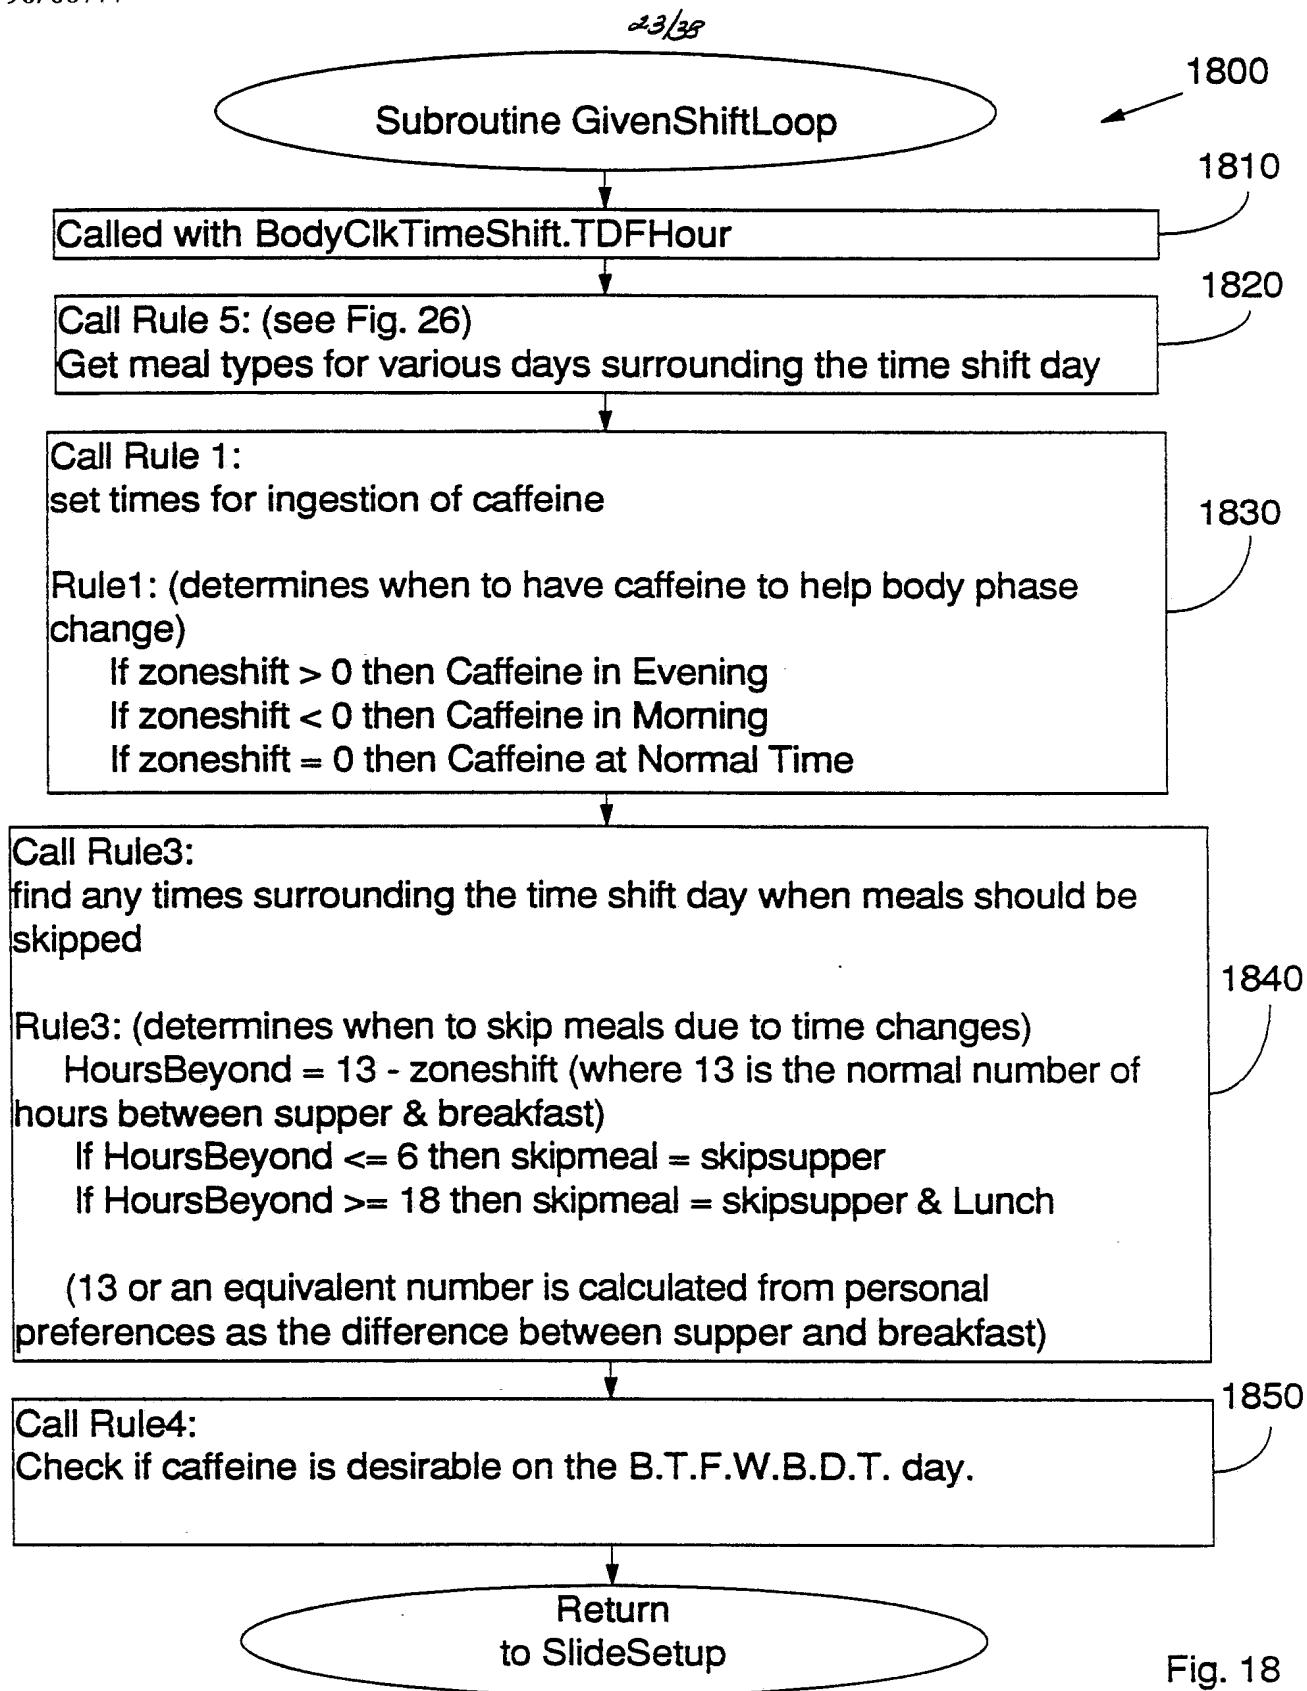 23/38
Subroutine GivenShiftLoop
1800
1810
Called with BodyClkTimeShift.TDFHour
1820
Call Rule 5: (see Fig. 26)
Get meal types for various days surrounding the time shift day
Call Rule 1:
set times for ingestion of caffeine
1830
Rule1: (determines when to have caffeine to help body phase
change)
If zoneshift > 0 then Caffeine in Evening
If zoneshift < 0 then Caffeine in Morning
If zoneshift = 0 then Caffeine at Normal Time
Call Rule3:
find any times surrounding the time shift day when meals should be
skipped
1840
Rule3: (determines when to skip meals due to time changes)
HoursBeyond = 13 - zoneshift (where 13 is the normal number of
hours between supper & breakfast)
If HoursBeyond <= 6 then skipmeal = skipsupper
If HoursBeyond >= 18 then skipmeal = skipsupper & Lunch
(13 or an equivalent number is calculated from personal
preferences as the difference between supper and breakfast)
1850
Call Rule4:
Check if caffeine is desirable on the B.T.F.W.B.D.T. day.
Return
to SlideSetup
Fig. 18